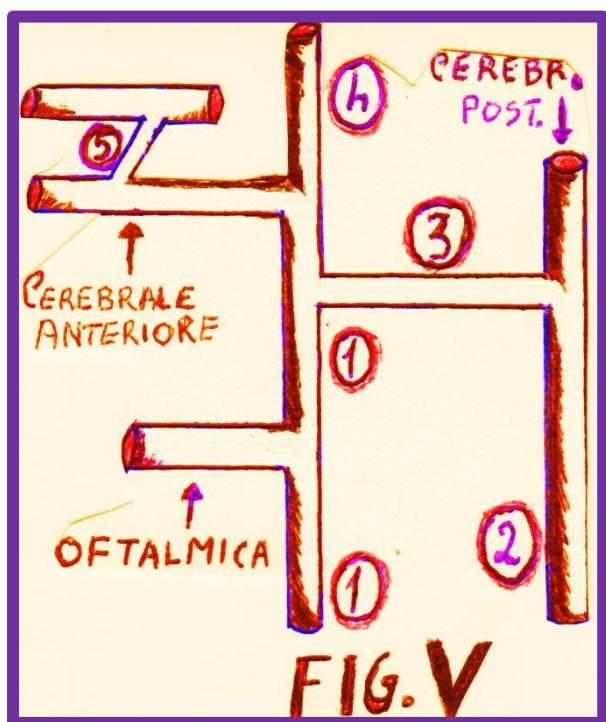 4
CEREBR.
POST.
5
3
CEREBRALE
ANTERIORE
1
OFTALMICA
2
1
FIG. V